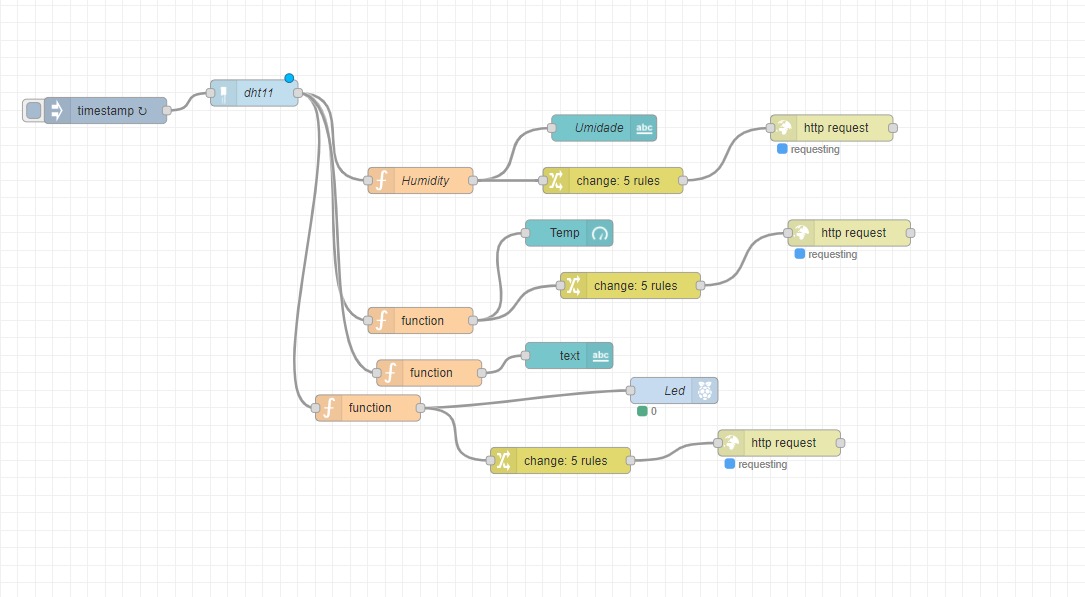 dht11
timestamp ↻
Umidade abc
http request
requesting
Humidity
change: 5 rules
Temp
http request
requesting
change: 5 rules
function
text abc
function
Led
0
function
http request
requesting
change: 5 rules